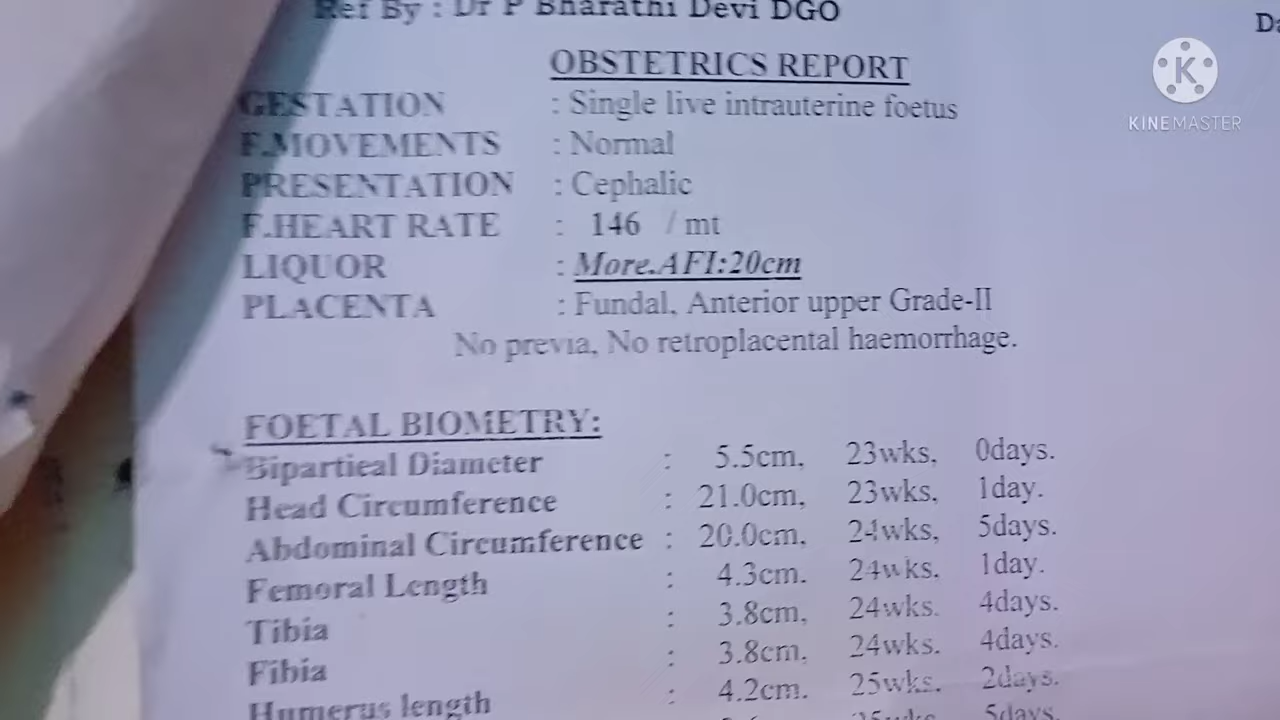 Ref By : Dr P Bharathi Devi DGO
OBSTETRICS REPORT
KINEMASTER
GESTATION : Single live intrauterine foetus
F.MOVEMENTS : Normal
PRESENTATION : Cephalic
F.HEART RATE : 146 / mt
LIQUOR : More.AFI:20cm
PLACENTA : Fundal, Anterior upper Grade-II
No previa, No retroplacental haemorrhage.
FOETAL BIOMETRY:
Bipartieal Diameter : 5.5cm, 23wks, 0days.
Head Circumference : 21.0cm, 23wks, 1day.
Abdominal Circumference : 20.0cm, 24wks, 5days.
Femoral Length : 4.3cm. 24wks. 1day.
Tibia : 3.8cm, 24wks. 4days.
Fibia : 3.8cm, 24wks. 4days.
Humerus length : 4.2cm. 25wks. 2days.
5days.